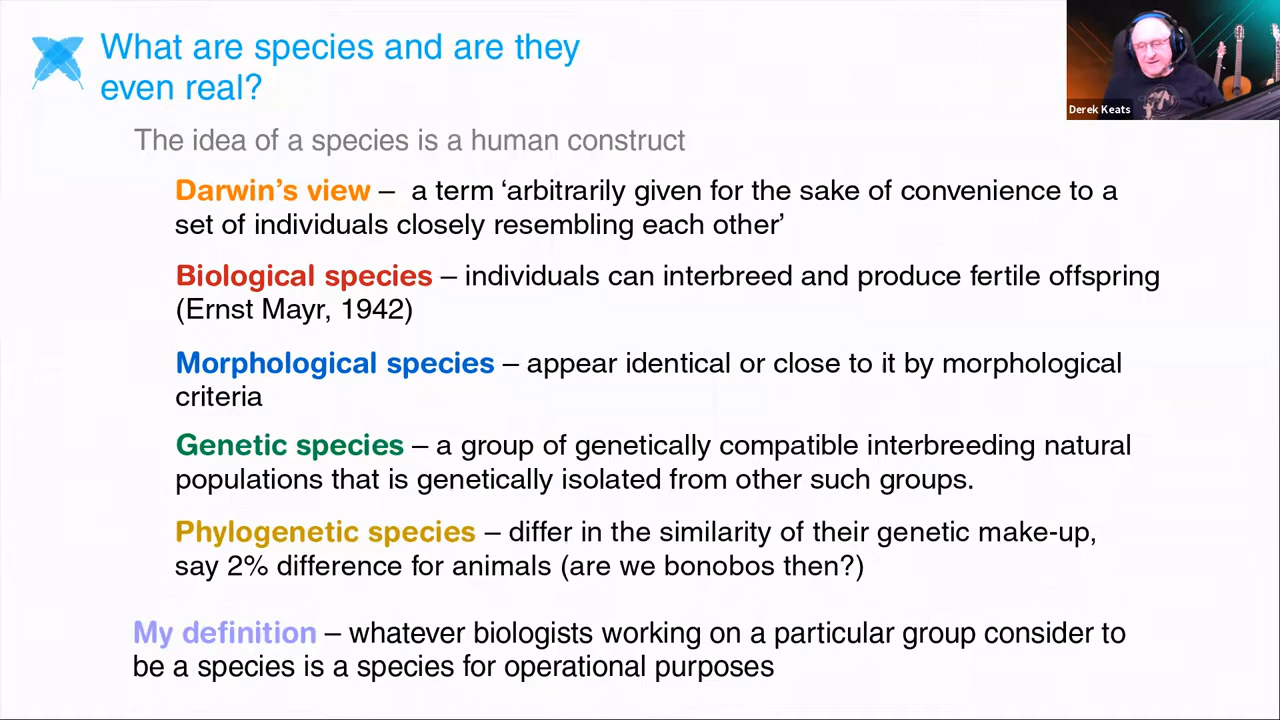 What are species and are they
even real?
Derek Keats
The idea of a species is a human construct
Darwin’s view – a term ‘arbitrarily given for the sake of convenience to a
set of individuals closely resembling each other’
Biological species – individuals can interbreed and produce fertile offspring
(Ernst Mayr, 1942)
Morphological species – appear identical or close to it by morphological
criteria
Genetic species – a group of genetically compatible interbreeding natural
populations that is genetically isolated from other such groups.
Phylogenetic species – differ in the similarity of their genetic make-up,
say 2% difference for animals (are we bonobos then?)
My definition – whatever biologists working on a particular group consider to
be a species is a species for operational purposes